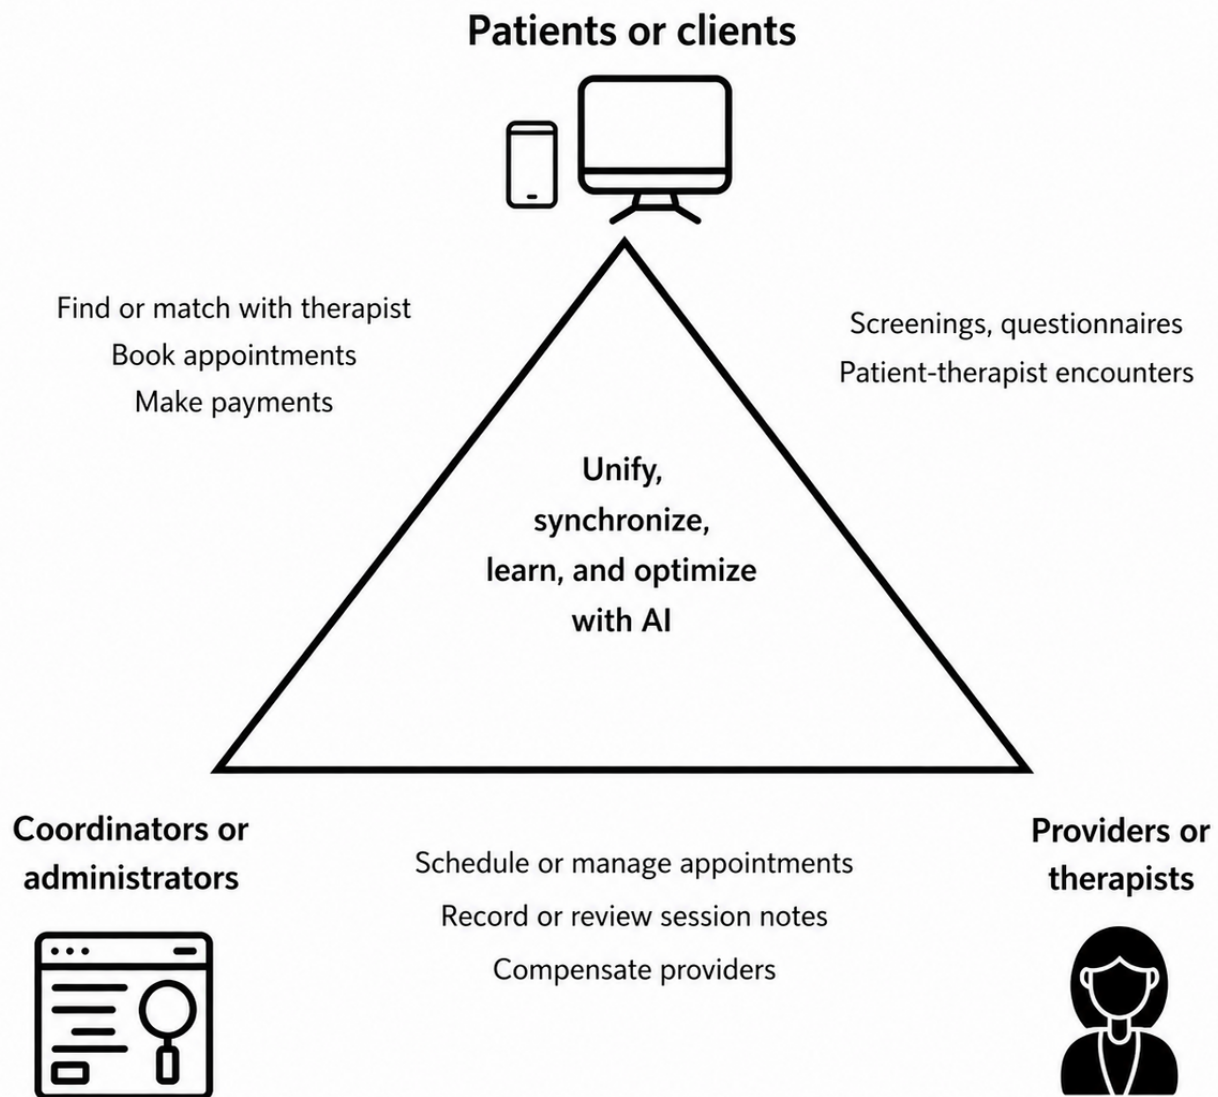 Patients or clients
Find or match with therapist
Book appointments
Make payments
Screenings, questionnaires
Patient-therapist encounters
Unify,
synchronize,
learn, and optimize
with AI
Coordinators or
administrators
Schedule or manage appointments
Record or review session notes
Compensate providers
Providers or
therapists